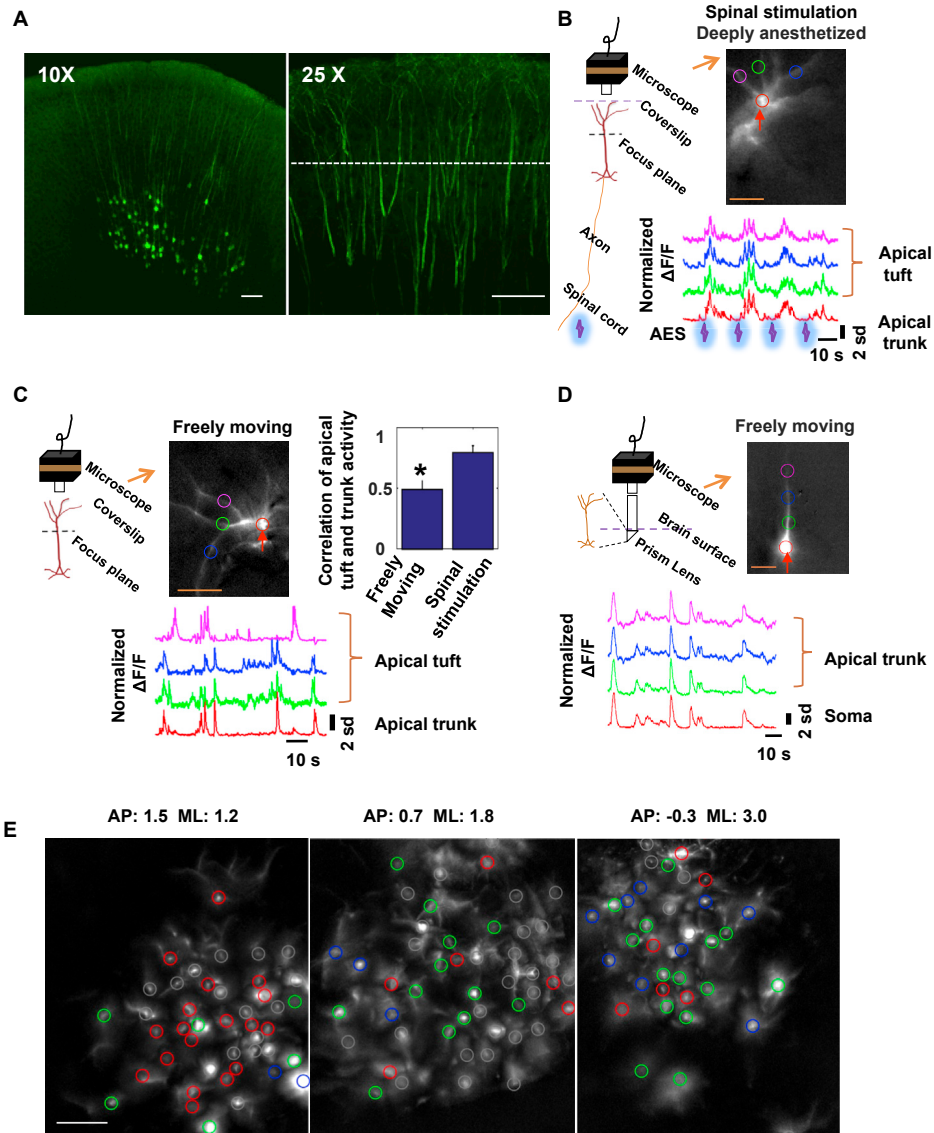 A
10X
25 X
B
Spinal stimulation
Deeply anesthetized
Microscope
Coverslip
Focus plane
Axon
Spinal cord
Normalized
ΔF/F
Apical
tuft
AES
Apical
trunk
10 s
2 sd
C
Freely moving
Microscope
Coverslip
Focus plane
Correlation of apical
tuft and trunk activity
1
0.5
0
*
Freely
Moving
Spinal
stimulation
Normalized
ΔF/F
Apical tuft
Apical trunk
10 s
2 sd
D
Freely moving
Microscope
Brain surface
Prism Lens
Normalized
ΔF/F
Apical trunk
Soma
10 s
2 sd
E
AP: 1.5 ML: 1.2
AP: 0.7 ML: 1.8
AP: -0.3 ML: 3.0